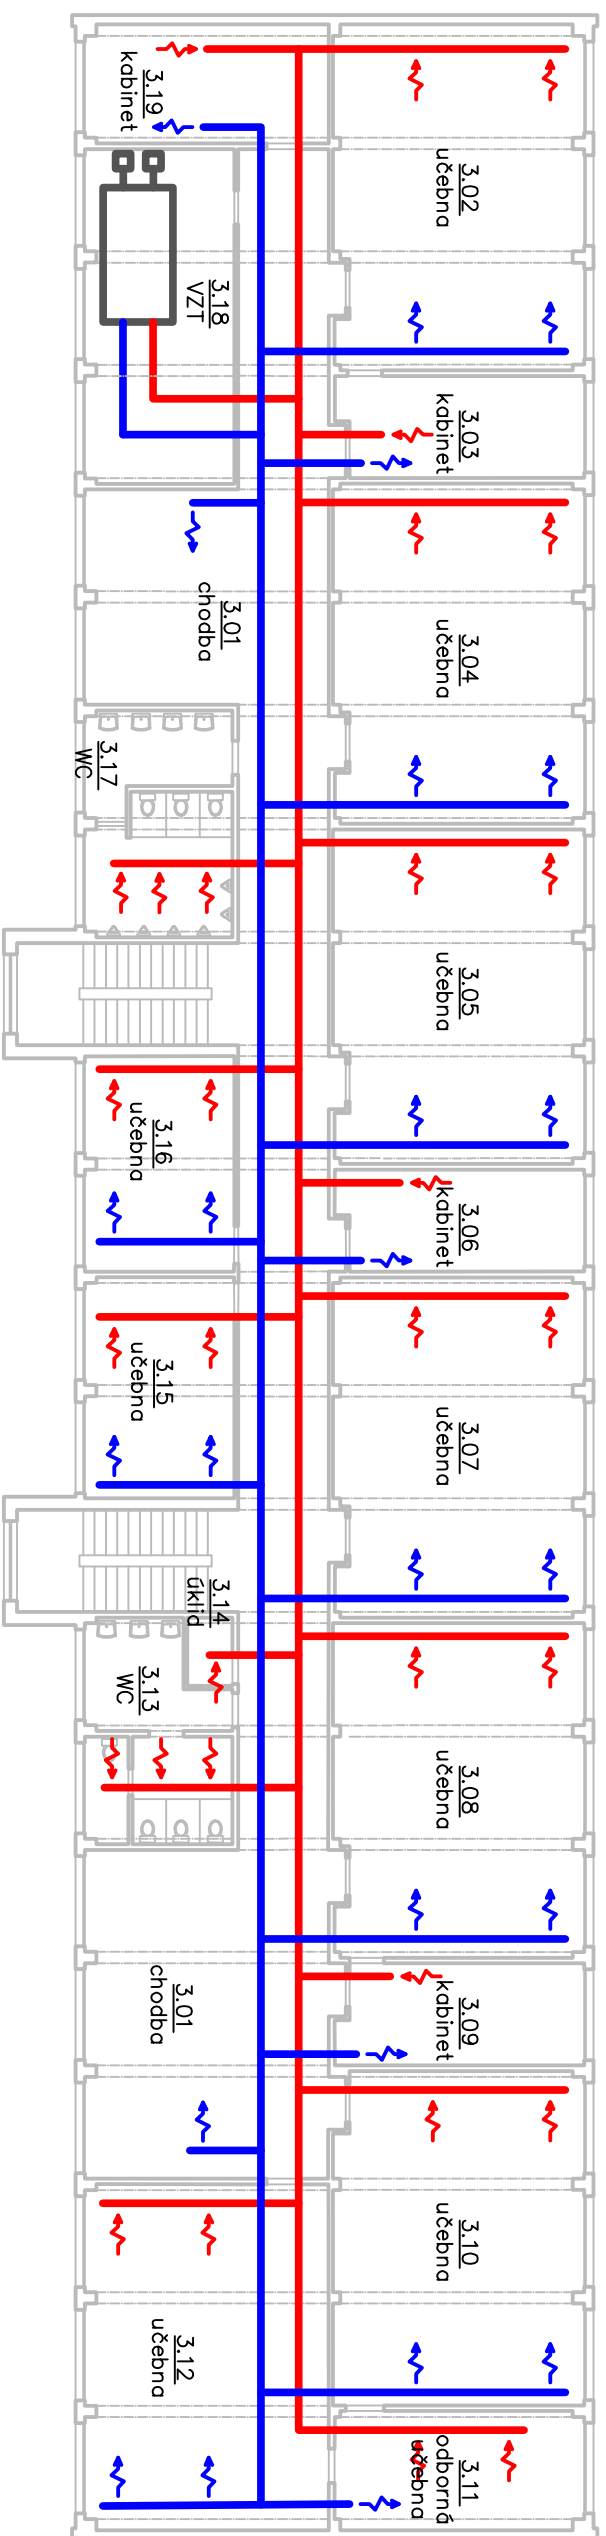 3.19
kabinet
3.02
učebna
3.18
VZT
3.03
kabinet
3.01
chodba
3.04
učebna
3.17
WC
3.05
učebna
3.16
učebna
3.06
kabinet
3.15
učebna
3.07
učebna
3.14
úklid
3.13
WC
3.08
učebna
3.01
chodba
3.09
kabinet
3.10
učebna
3.12
učebna
3.11
odborná
učebna